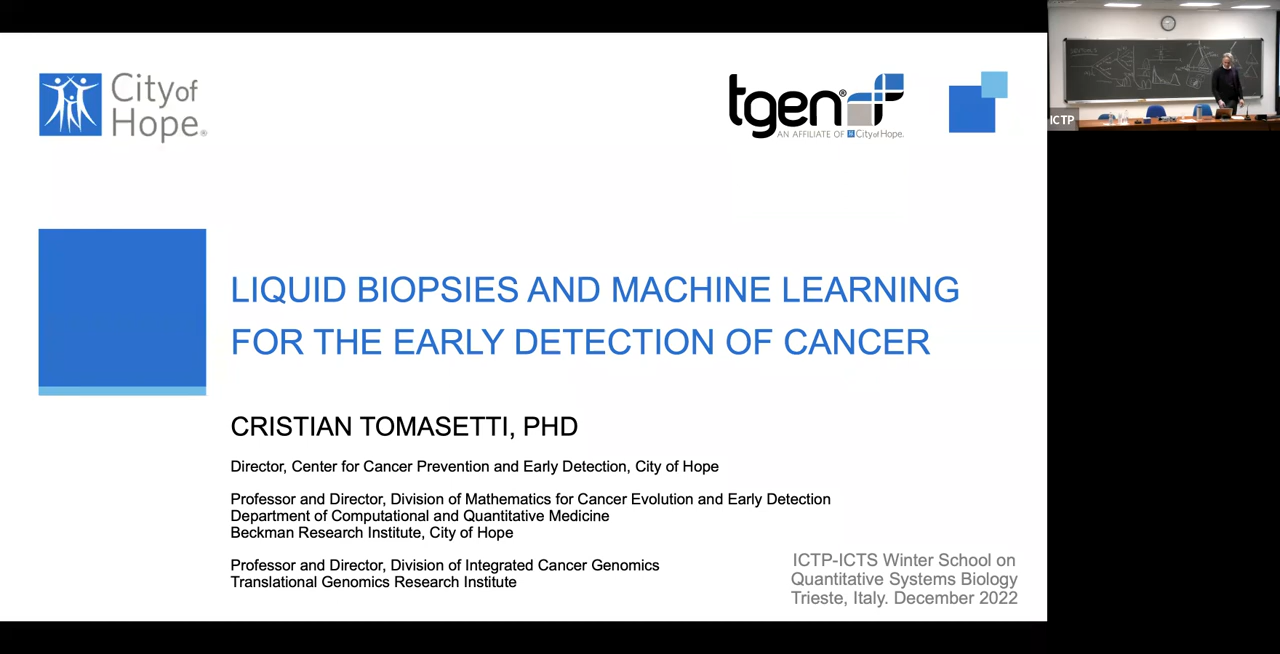 City of
Hope®
tgen®
AN AFFILIATE OF City of Hope.
ICTP
LIQUID BIOPSIES AND MACHINE LEARNING
FOR THE EARLY DETECTION OF CANCER
CRISTIAN TOMASETTI, PHD
Director, Center for Cancer Prevention and Early Detection, City of Hope
Professor and Director, Division of Mathematics for Cancer Evolution and Early Detection
Department of Computational and Quantitative Medicine
Beckman Research Institute, City of Hope
Professor and Director, Division of Integrated Cancer Genomics
Translational Genomics Research Institute
ICTP-ICTS Winter School on
Quantitative Systems Biology
Trieste, Italy. December 2022